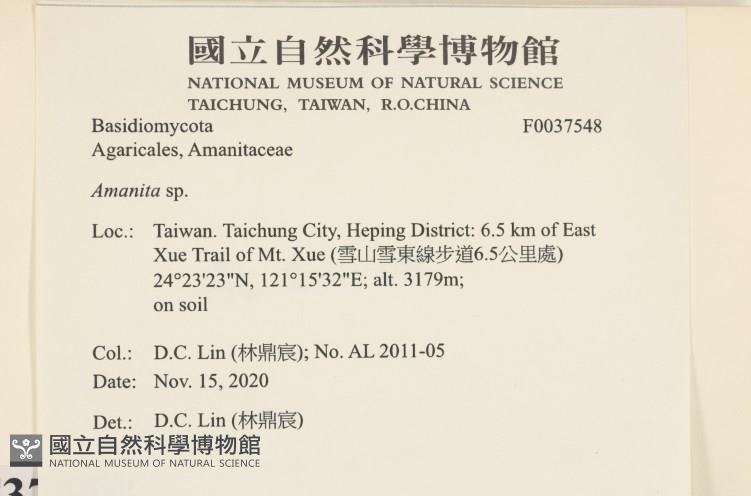 國立自然科學博物館
NATIONAL MUSEUM OF NATURAL SCIENCE
TAICHUNG, TAIWAN, R.O.CHINA
Basidiomycota F0037548
Agaricales, Amanitaceae
Amanita sp.
Loc.: Taiwan. Taichung City, Heping District: 6.5 km of East
Xue Trail of Mt. Xue (雪山雪東線步道6.5公里處)
24°23'23"N, 121°15'32"E; alt. 3179m;
on soil
Col.: D.C. Lin (林鼎宸); No. AL 2011-05
Date: Nov. 15, 2020
Det.: D.C. Lin (林鼎宸)
國立自然科學博物館
NATIONAL MUSEUM OF NATURAL SCIENCE